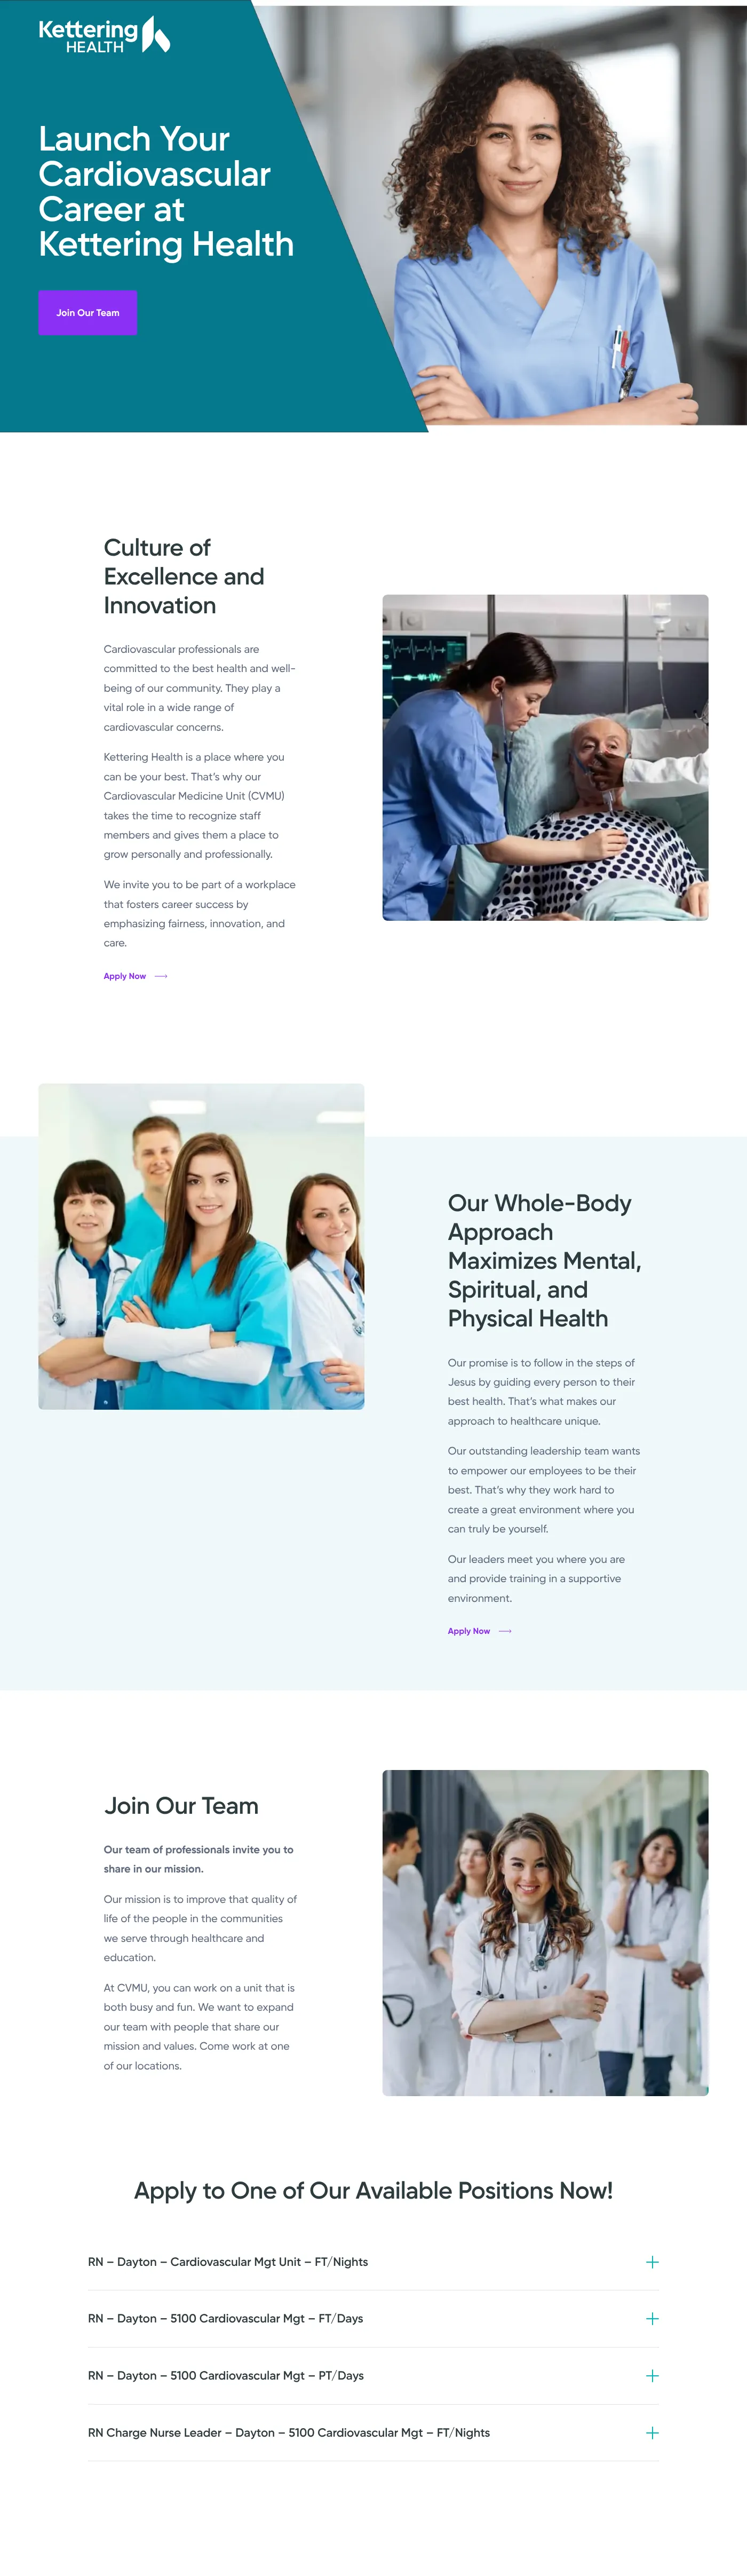 Kettering
HEALTH
Launch Your
Cardiovascular
Career at
Kettering Health
Join Our Team
Culture of
Excellence and
Innovation
Cardiovascular professionals are
committed to the best health and well-
being of our community. They play a
vital role in a wide range of
cardiovascular concerns.
Kettering Health is a place where you
can be your best. That’s why our
Cardiovascular Medicine Unit (CVMU)
takes the time to recognize staff
members and gives them a place to
grow personally and professionally.
We invite you to be part of a workplace
that fosters career success by
emphasizing fairness, innovation, and
care.
Apply Now
Our Whole-Body
Approach
Maximizes Mental,
Spiritual, and
Physical Health
Our promise is to follow in the steps of
Jesus by guiding every person to their
best health. That’s what makes our
approach to healthcare unique.
Our outstanding leadership team wants
to empower our employees to be their
best. That’s why they work hard to
create a great environment where you
can truly be yourself.
Our leaders meet you where you are
and provide training in a supportive
environment.
Apply Now
Join Our Team
Our team of professionals invite you to
share in our mission.
Our mission is to improve that quality of
life of the people in the communities
we serve through healthcare and
education.
At CVMU, you can work on a unit that is
both busy and fun. We want to expand
our team with people that share our
mission and values. Come work at one
of our locations.
Apply to One of Our Available Positions Now!
RN – Dayton – Cardiovascular Mgt Unit – FT/Nights
RN – Dayton – 5100 Cardiovascular Mgt – FT/Days
RN – Dayton – 5100 Cardiovascular Mgt – PT/Days
RN Charge Nurse Leader – Dayton – 5100 Cardiovascular Mgt – FT/Nights